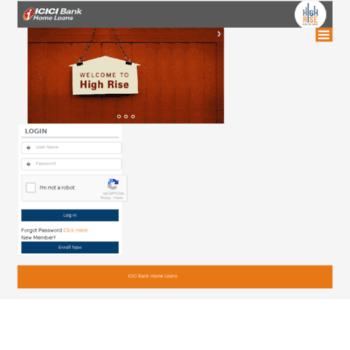 ICICI Bank
Home Loans
HIGH
RISE
WELCOME TO
High Rise
LOGIN
User Name
Password
I'm not a robot
reCAPTCHA
Privacy - Terms
Log in
Forgot Password Click Here
New Member?
Enroll Now
ICICI Bank Home Loans